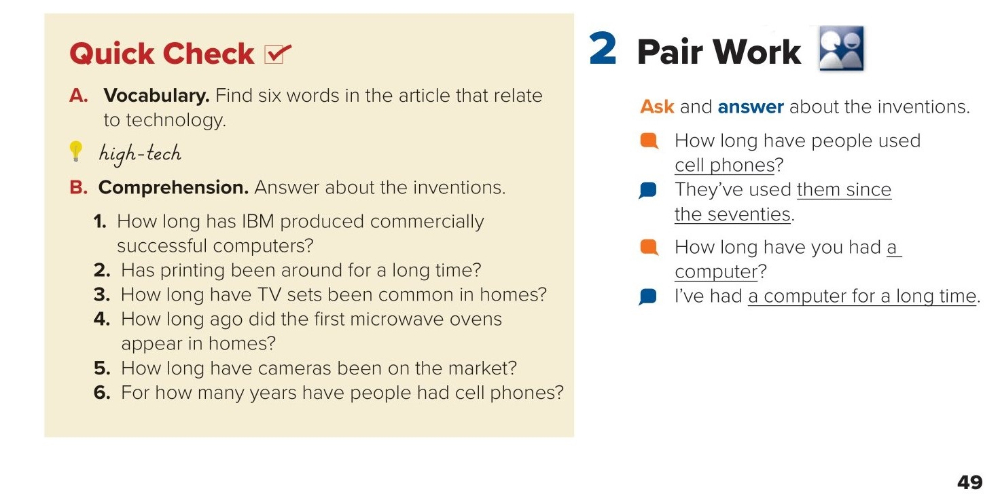 Quick Check
A. Vocabulary. Find six words in the article that relate
to technology.
high-tech
B. Comprehension. Answer about the inventions.
1. How long has IBM produced commercially
successful computers?
2. Has printing been around for a long time?
3. How long have TV sets been common in homes?
4. How long ago did the first microwave ovens
appear in homes?
5. How long have cameras been on the market?
6. For how many years have people had cell phones?
2 Pair Work
Ask and answer about the inventions.
How long have people used
cell phones?
They’ve used them since
the seventies.
How long have you had a
computer?
I’ve had a computer for a long time.
49